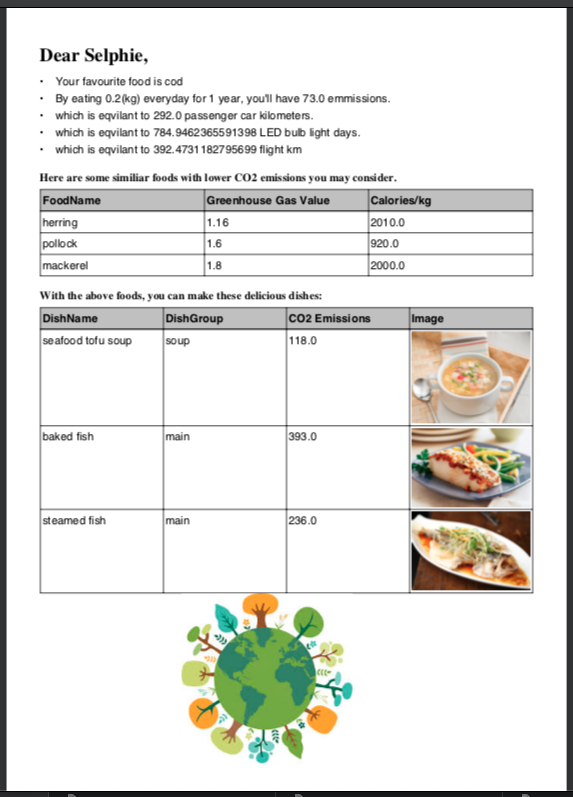 Dear Selphie,
• Your favourite food is cod
• By eating 0.2(kg) everyday for 1 year, you'll have 73.0 emmissions.
• which is eqvilant to 292.0 passenger car kilometers.
• which is eqvilant to 784.9462365591398 LED bulb light days.
• which is eqvilant to 392.4731182795699 flight km
Here are some similiar foods with lower CO2 emissions you may consider.
FoodName Greenhouse Gas Value Calories/kg
herring 1.16 2010.0
pollock 1.6 920.0
mackerel 1.8 2000.0
With the above foods, you can make these delicious dishes:
DishName DishGroup CO2 Emissions Image
seafood tofu soup soup 118.0
baked fish main 393.0
steamed fish main 236.0